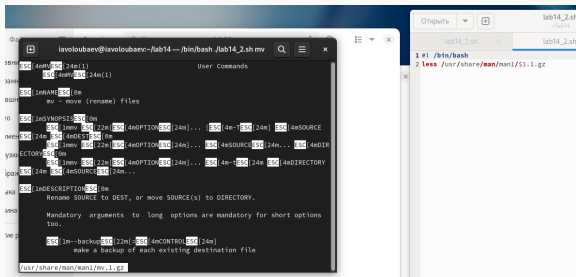 Открыть
lab14_2.sh
~/lab14
lab14_1.sh
lab14_2.sh
iavoloubaev@iavoloubaev:~/lab14 — /bin/bash ./lab14_2.sh mv
ESC[4mMVESC[24m(1) User Commands
ESC[4mMVESC[24m(1)
ESC[1mNAMEESC[0m
mv - move (rename) files
ESC[1mSYNOPSISESC[0m
ESC[1mmv ESC[22m[ESC[4mOPTIONESC[24m]... [ESC[4m-TESC[24m] ESC[4mSOURCE
ESC[24m ESC[4mDESTESC[0m
ESC[1mmv ESC[22m[ESC[4mOPTIONESC[24m]... ESC[4mSOURCEESC[24m... ESC[4mDIR
ECTORYESC[0m
ESC[1mmv ESC[22m[ESC[4mOPTIONESC[24m]... ESC[4m-tESC[24m ESC[4mDIRECTORY
ESC[24m ESC[4mSOURCEESC[24m...
ESC[1mDESCRIPTIONESC[0m
Rename SOURCE to DEST, or move SOURCE(s) to DIRECTORY.
Mandatory arguments to long options are mandatory for short options
too.
ESC[1m--backupESC[22m[=ESC[4mCONTROLESC[24m]
make a backup of each existing destination file
/usr/share/man/man1/mv.1.gz
1 #! /bin/bash
2 less /usr/share/man/man1/$1.1.gz